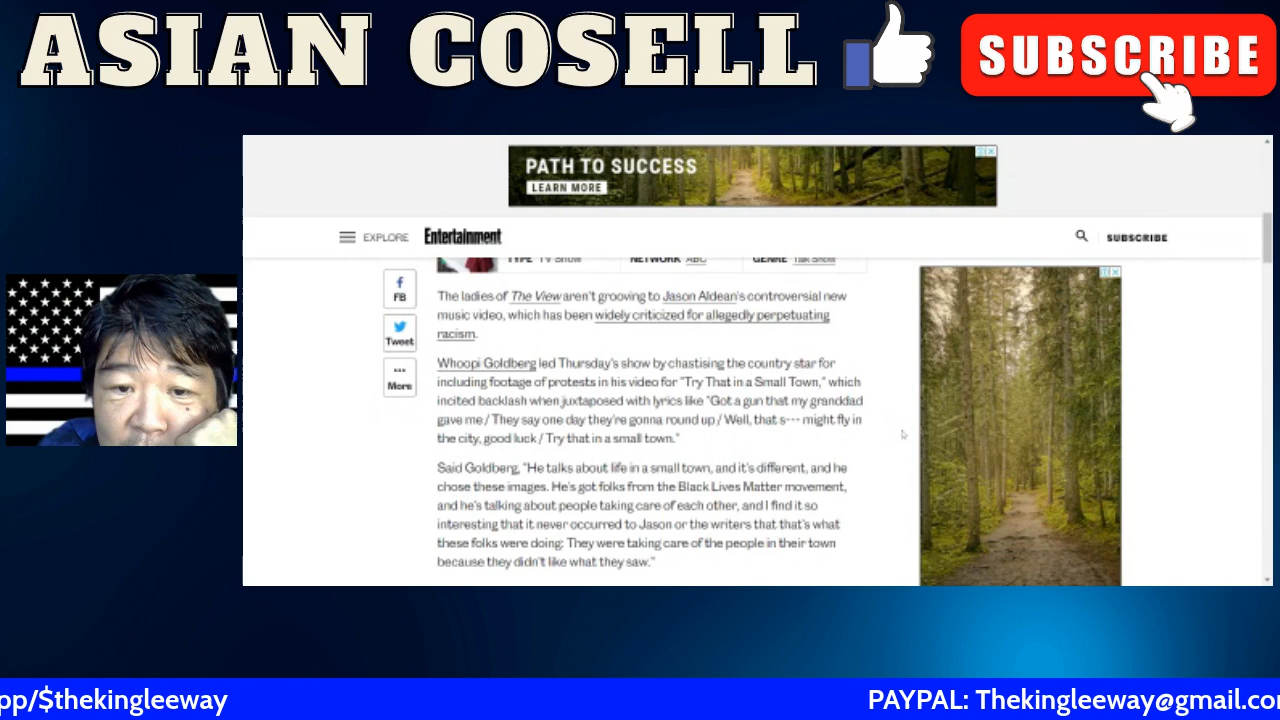 ASIAN COSELL
SUBSCRIBE
PATH TO SUCCESS
LEARN MORE
EXPLORE
Entertainment
SUBSCRIBE
TYPE TV Show
NETWORK ABC
GENRE Talk Show
FB
Tweet
More
The ladies of The View aren't grooving to Jason Aldean's controversial new
music video, which has been widely criticized for allegedly perpetuating
racism.
Whoopi Goldberg led Thursday's show by chastising the country star for
including footage of protests in his video for "Try That in a Small Town," which
incited backlash when juxtaposed with lyrics like "Got a gun that my granddad
gave me / They say one day they're gonna round up / Well, that s--- might fly in
the city, good luck / Try that in a small town."
Said Goldberg, "He talks about life in a small town, and it's different, and he
chose these images. He's got folks from the Black Lives Matter movement,
and he's talking about people taking care of each other, and I find it so
interesting that it never occurred to Jason or the writers that that's what
these folks were doing: They were taking care of the people in their town
because they didn't like what they saw."
pp/$thekingleeway
PAYPAL: Thekingleeway@gmail.co